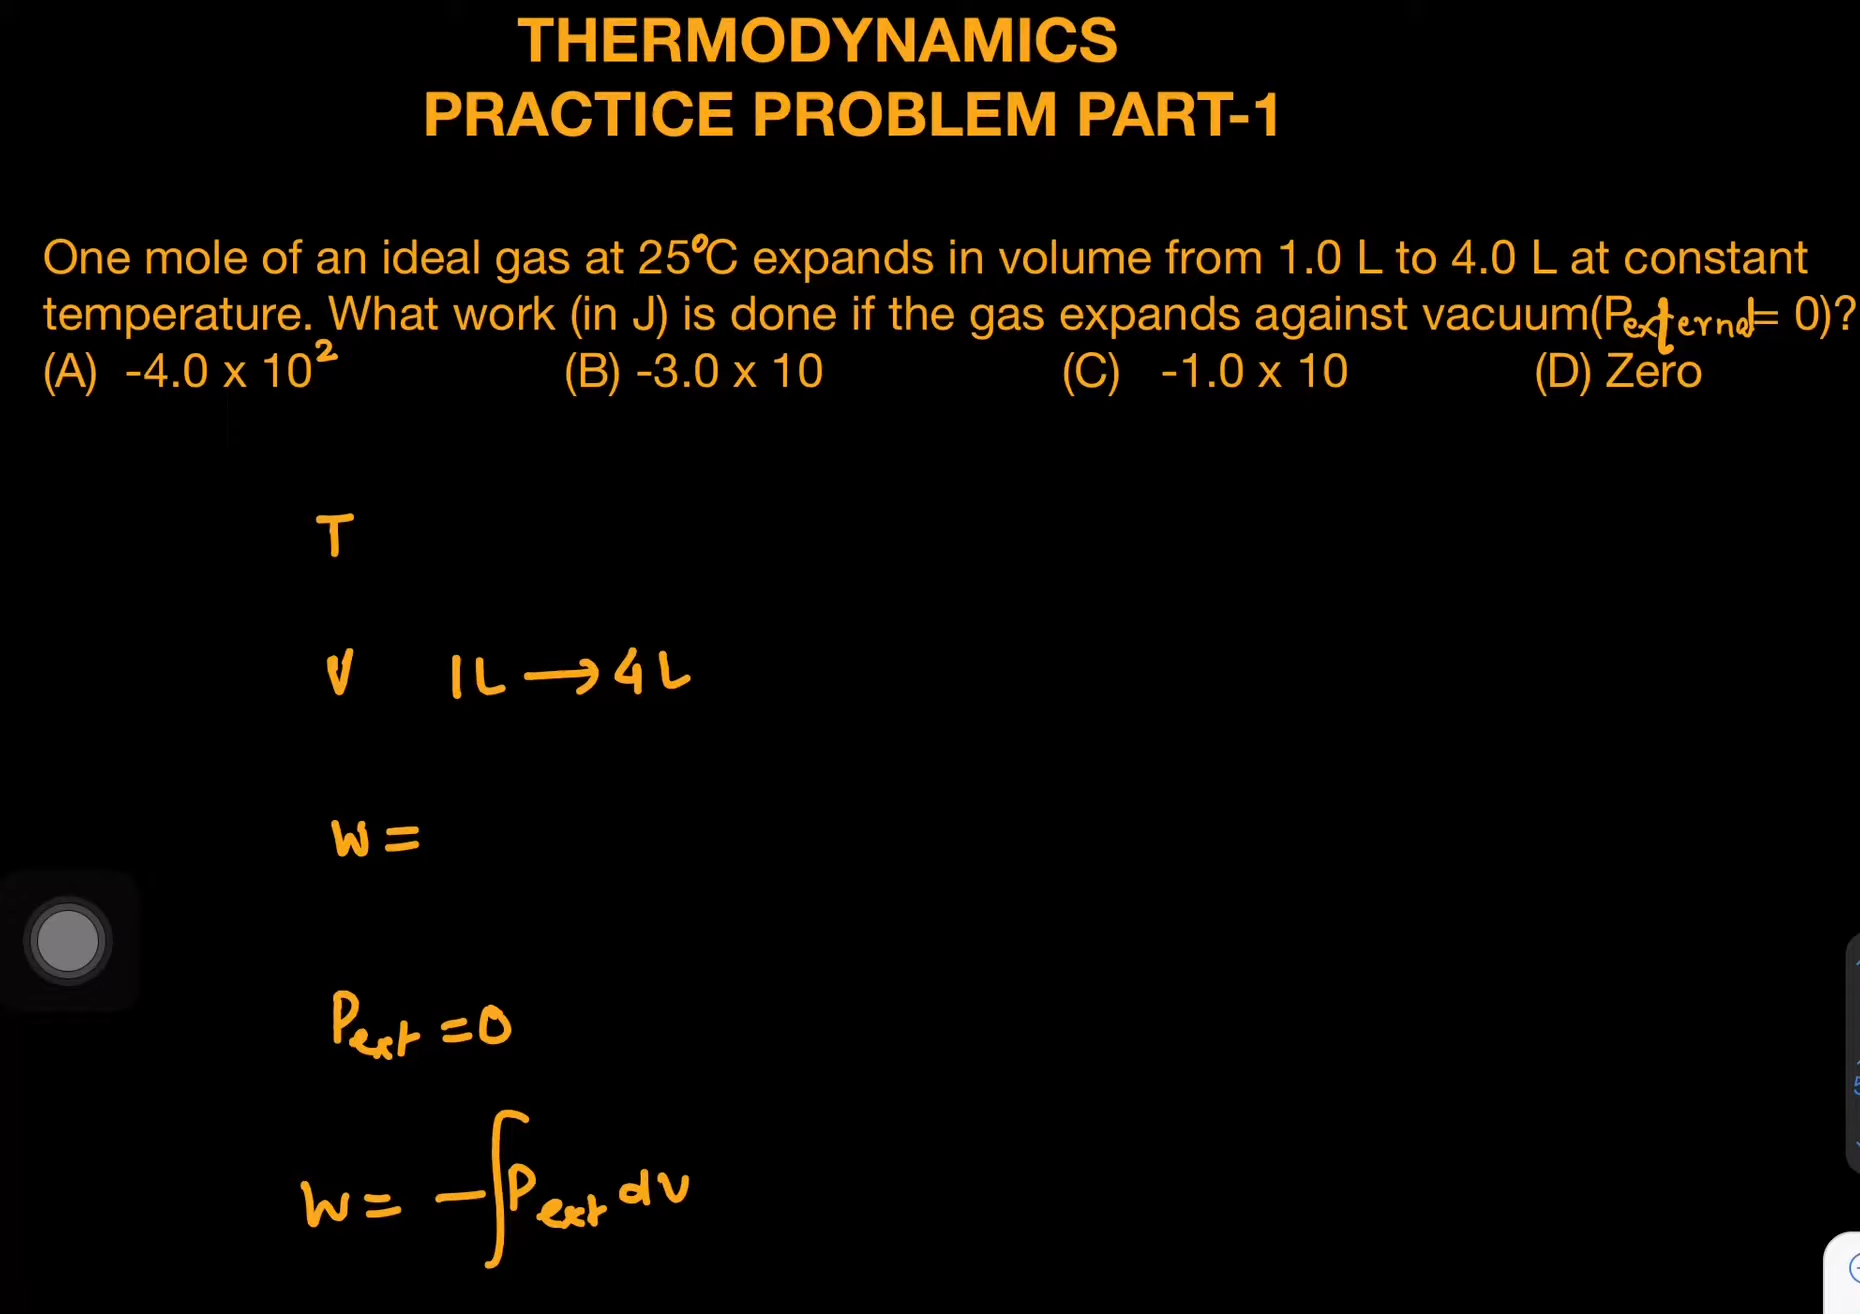 THERMODYNAMICS
PRACTICE PROBLEM PART-1
One mole of an ideal gas at 25⁰C expands in volume from 1.0 L to 4.0 L at constant
temperature. What work (in J) is done if the gas expands against vacuum(Pexternal= 0)?
(A) -4.0 x 10² (B) -3.0 x 10 (C) -1.0 x 10 (D) Zero
T
V 1L → 4L
W =
Pext = 0
W = -∫Pext dv